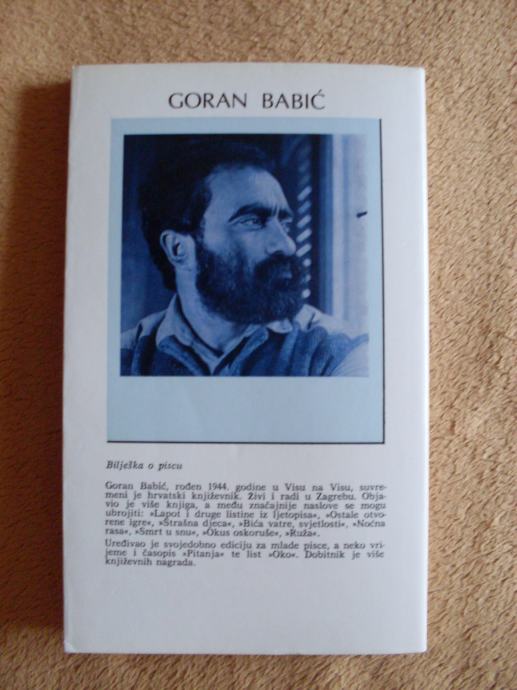 GORAN BABIĆ
Bilješka o piscu
Goran Babić, rođen 1944. godine u Visu na Visu, suvre-
meni je hrvatski književnik. Živi i radi u Zagrebu. Obja-
vio je više knjiga, a među značajnije naslove se mogu
ubrojiti: »Lapot i druge listine iz ljetopisa«, »Ostale otvo-
rene igre«, »Strašna djeca«, »Bića vatre, svjetlosti«, »Noćna
rasa«, »Smrt u snu«, »Okus oskoruše«, »Ruža«.
Uređivao je svojedobno ediciju za mlade pisce, a neko vri-
jeme i časopis »Pitanja« te list »Oko«. Dobitnik je više
književnih nagrada.